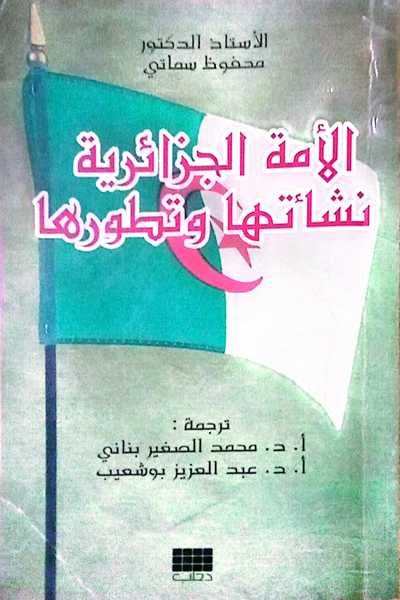 الأستاذ الدكتور
محفوظ سماتي
الأمة الجزائرية
نشأتها وتطورها
ترجمة :
أ. د. محمد الصغير بناني
أ. د. عبد العزيز بوشعيب
دحلب